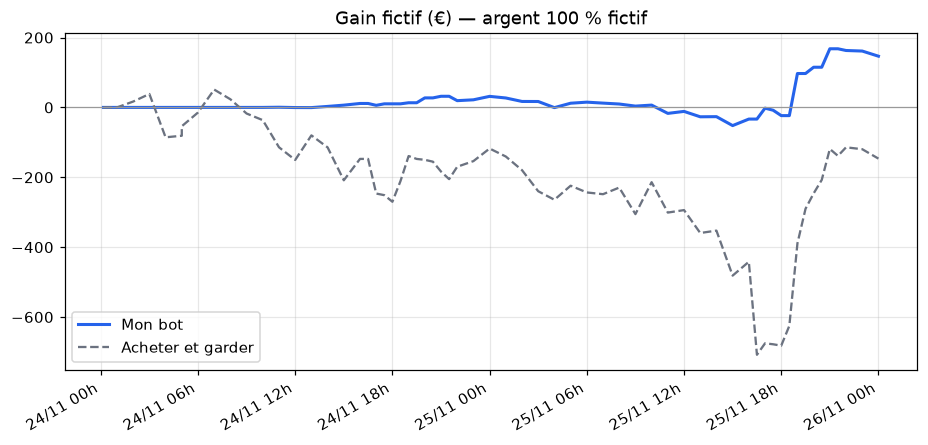 Gain fictif (€) — argent 100 % fictif
200
0
−200
−400
−600
Mon bot
Acheter et garder
24/11 00h
24/11 06h
24/11 12h
24/11 18h
25/11 00h
25/11 06h
25/11 12h
25/11 18h
26/11 00h